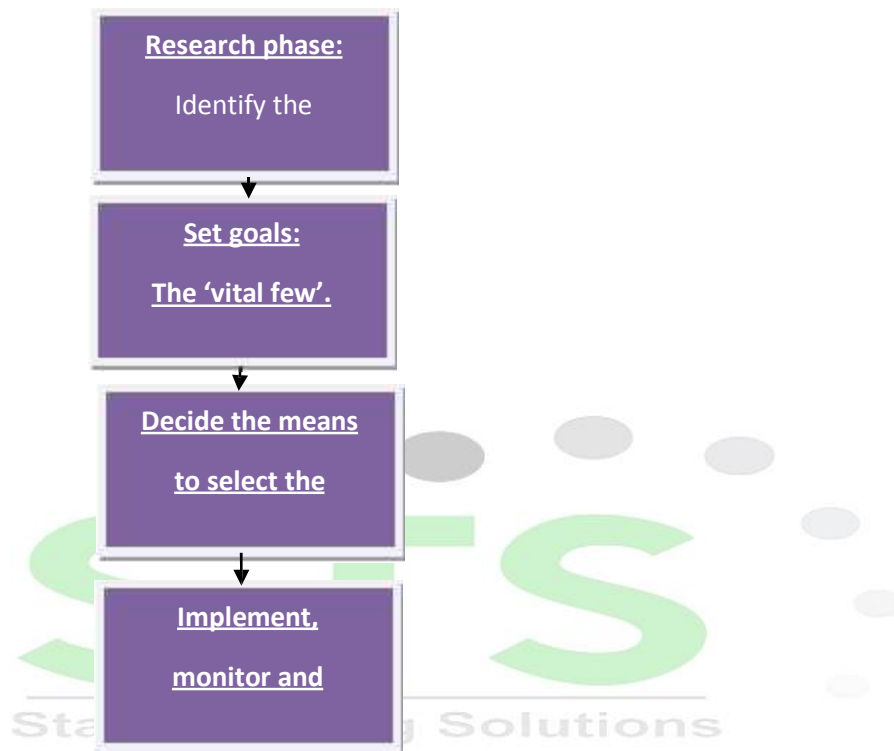 Research phase:
Identify the
Set goals:
The ‘vital few’.
Decide the means
to select the
Implement,
monitor and
S TS
Sta g Solutions